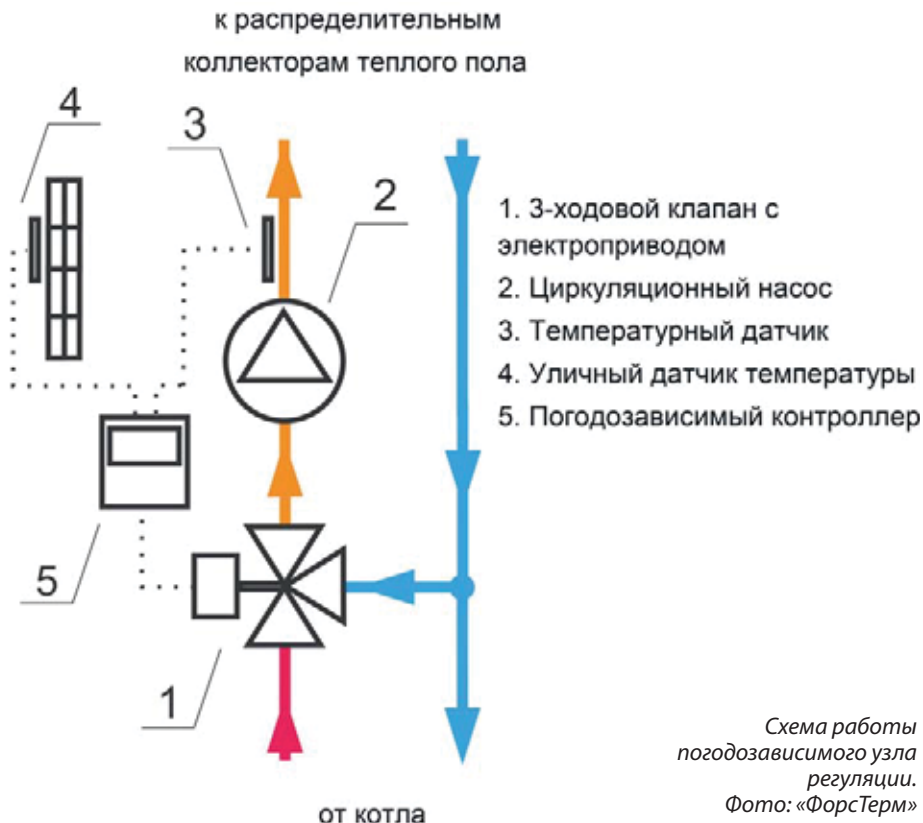 к распределительным
коллекторам теплого пола
4
3
2
1. 3-ходовой клапан с
электроприводом
2. Циркуляционный насос
3. Температурный датчик
4. Уличный датчик температуры
5. Погодозависимый контроллер
5
1
от котла
Схема работы
погодозависимого узла
регуляции.
Фото: «ФорсТерм»